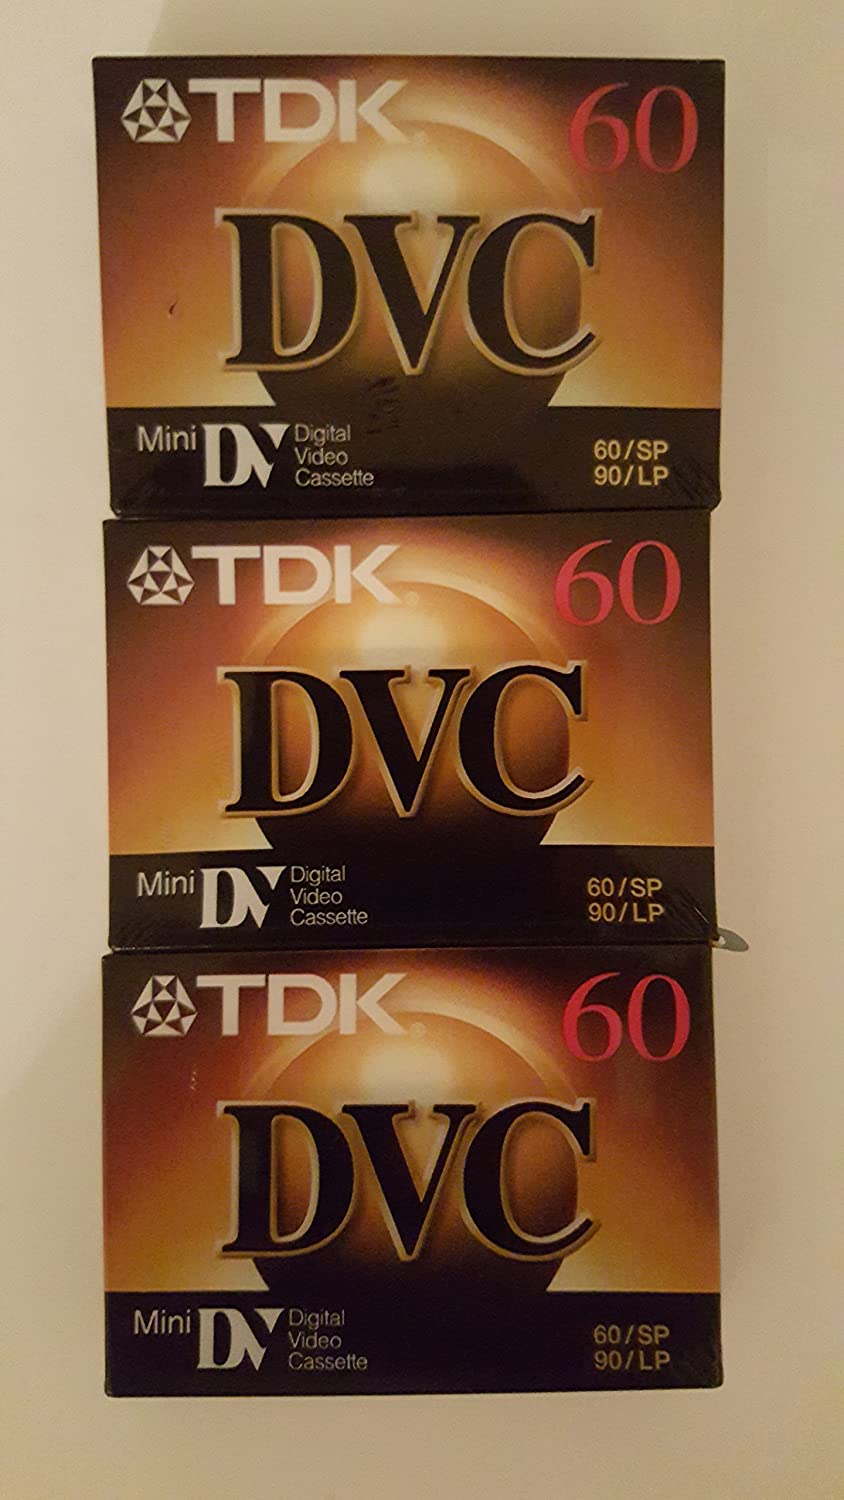 TDK 60
DVC
Mini DV Digital
Video
Cassette
60/SP
90/LP
TDK 60
DVC
Mini DV Digital
Video
Cassette
60/SP
90/LP
TDK 60
DVC
Mini DV Digital
Video
Cassette
60/SP
90/LP